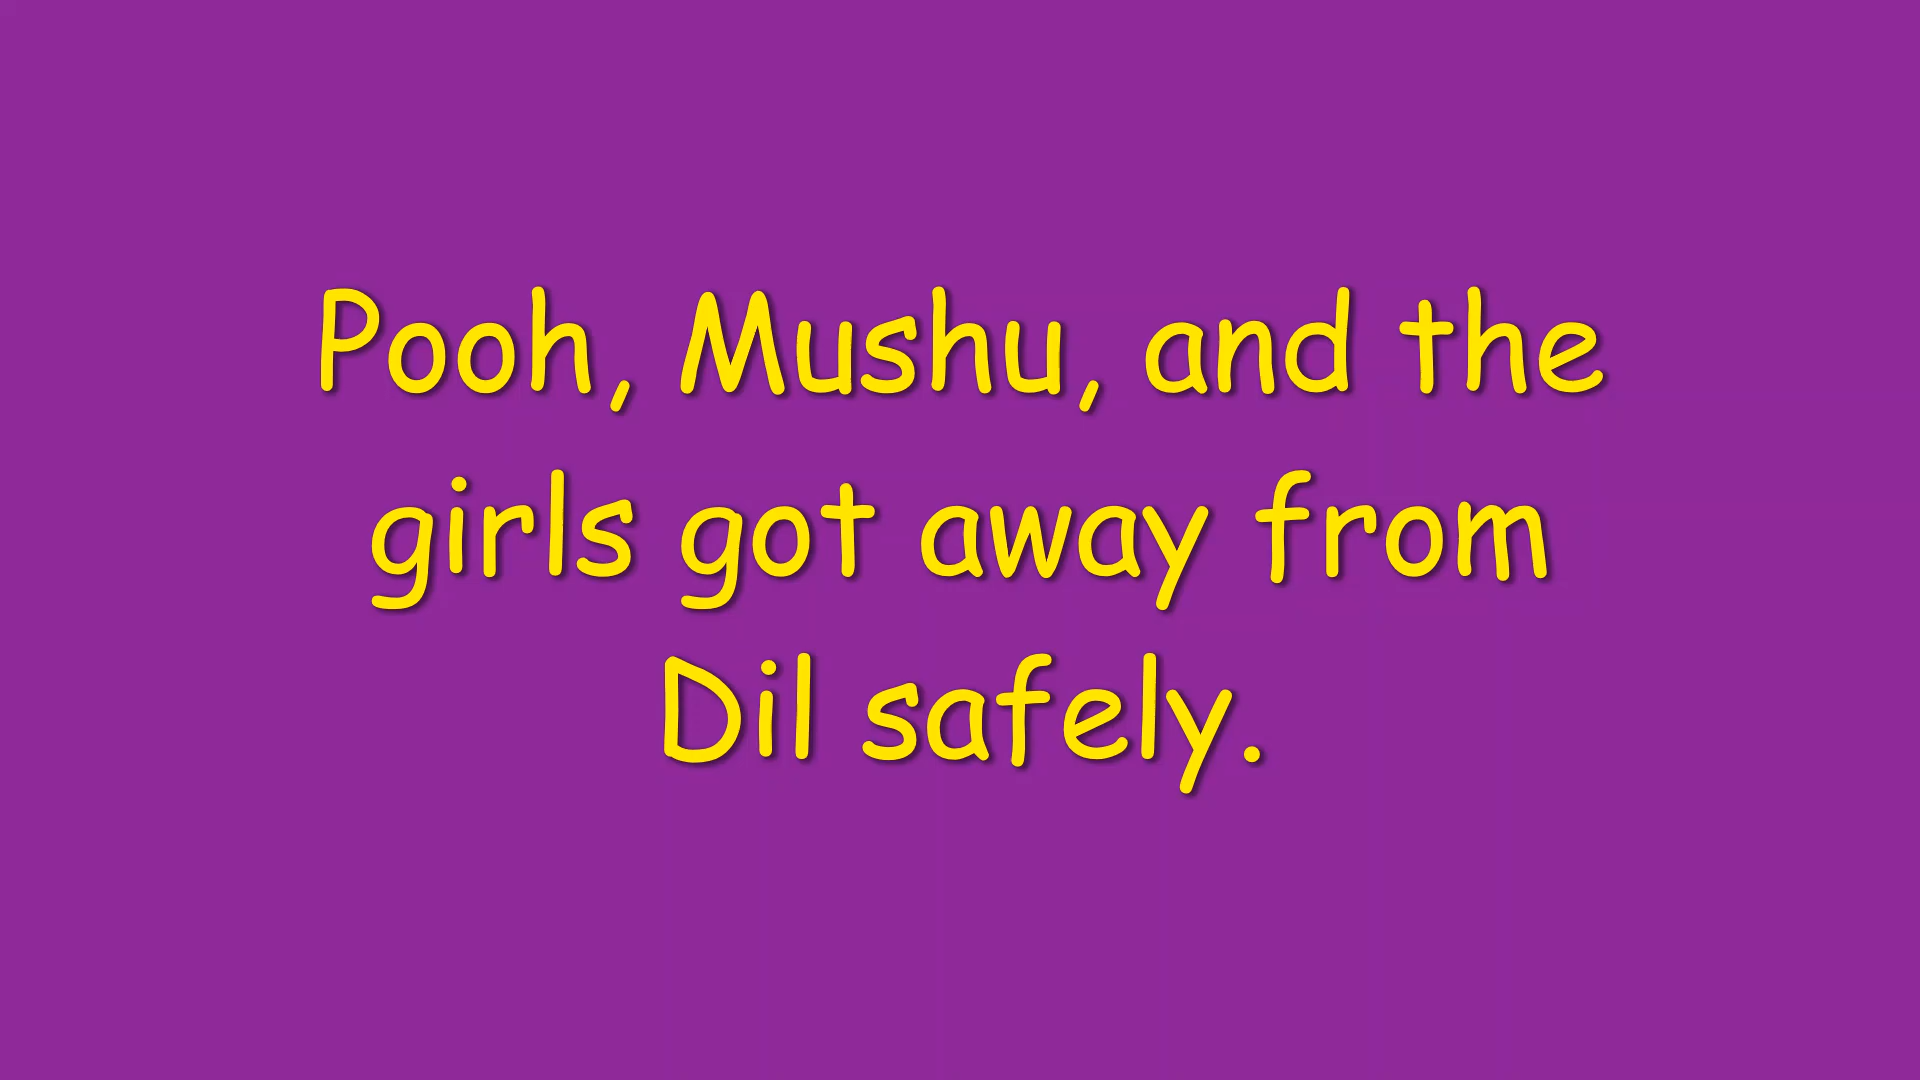 Pooh, Mushu, and the
girls got away from
Dil safely.